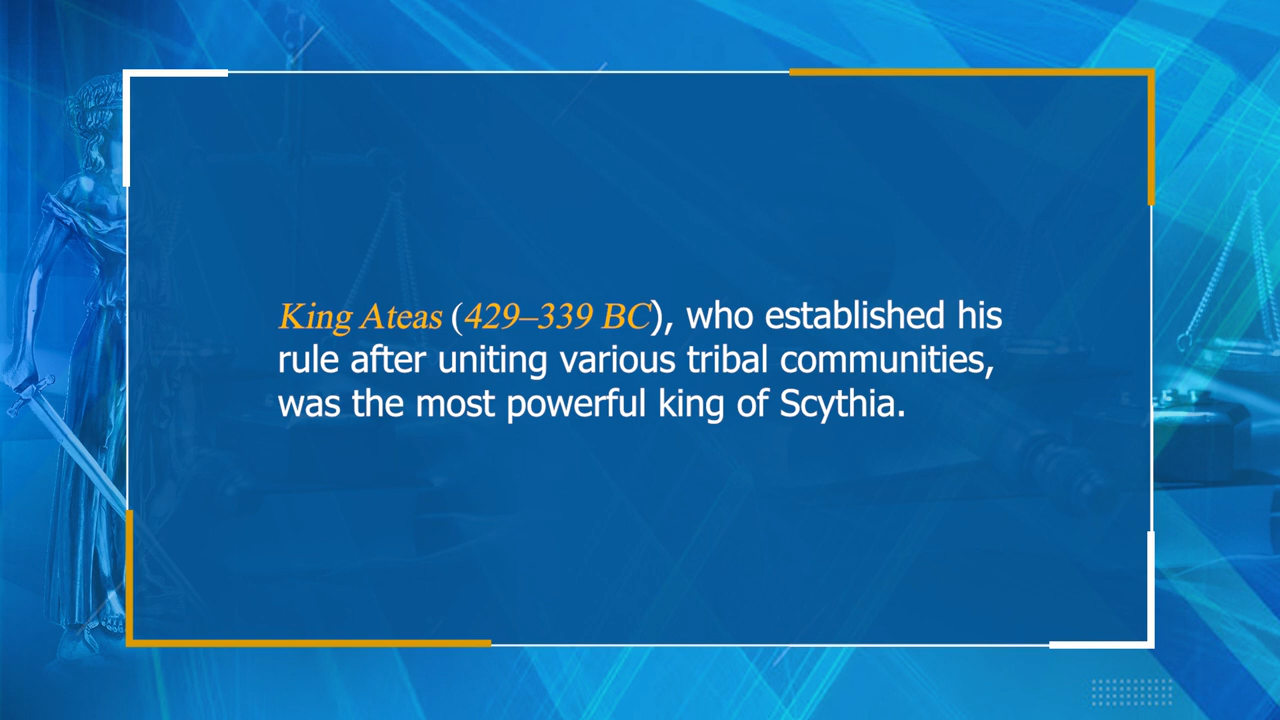 King Ateas (429–339 BC), who established his
rule after uniting various tribal communities,
was the most powerful king of Scythia.